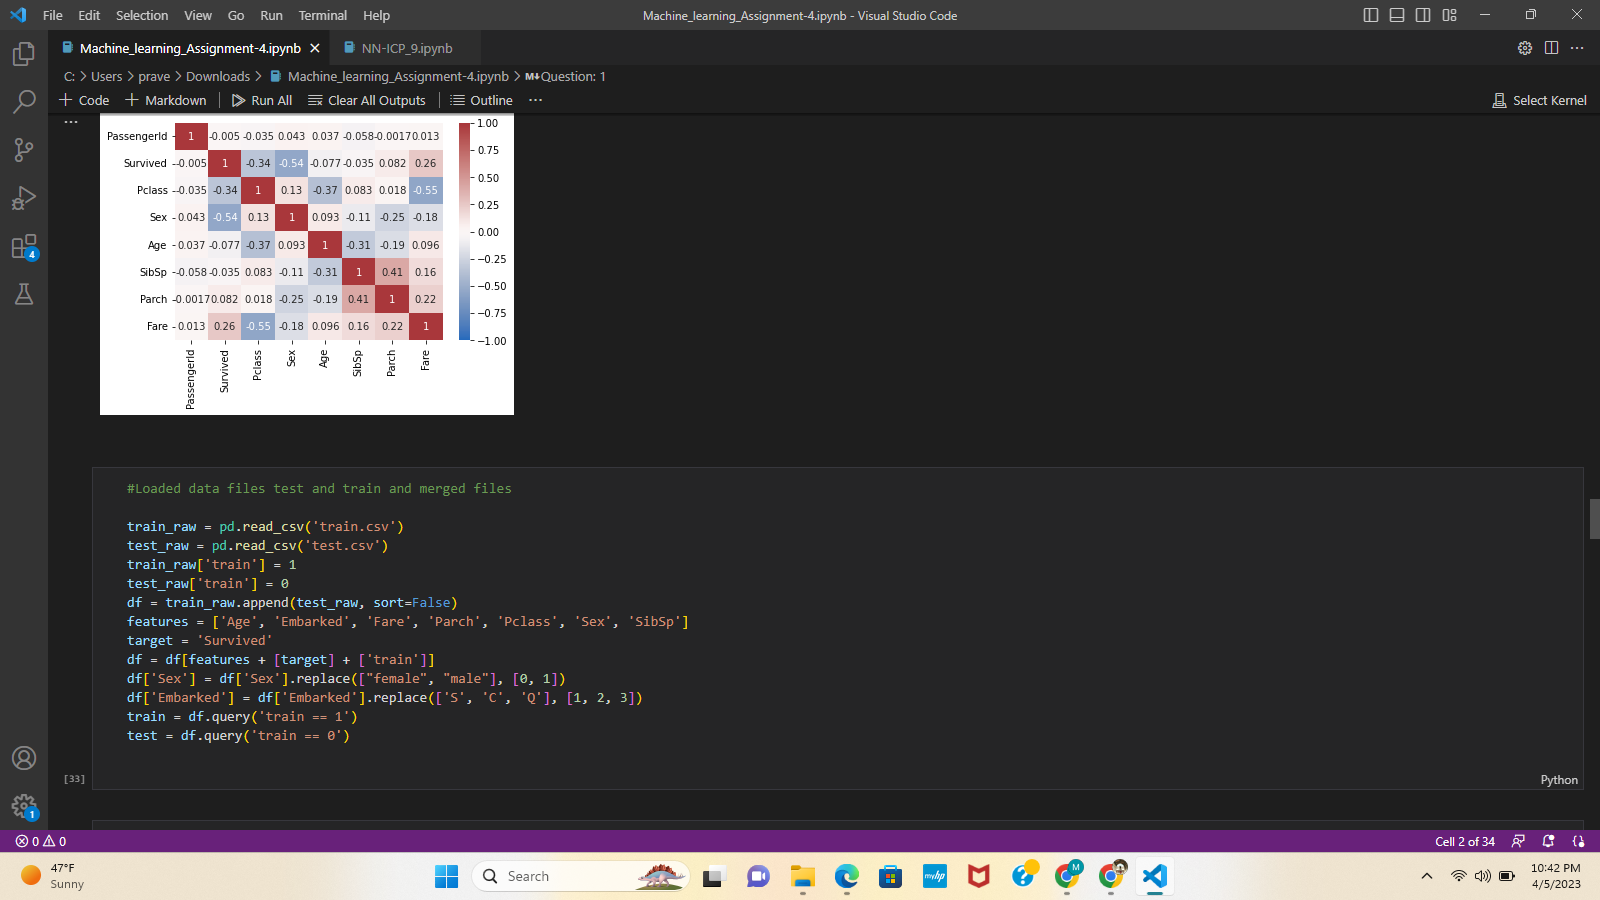 File Edit Selection View Go Run Terminal Help Machine_learning_Assignment-4.ipynb - Visual Studio Code
Machine_learning_Assignment-4.ipynb NN-ICP_9.ipynb
C: > Users > prave > Downloads > Machine_learning_Assignment-4.ipynb > M↓Question: 1
+ Code + Markdown Run All Clear All Outputs Outline ... Select Kernel
PassengerId 1 -0.005 -0.035 0.043 0.037 -0.058 -0.0017 0.013
Survived -0.005 1 -0.34 -0.54 -0.077 -0.035 0.082 0.26
Pclass -0.035 -0.34 1 0.13 -0.37 0.083 0.018 -0.55
Sex 0.043 -0.54 0.13 1 0.093 -0.11 -0.25 -0.18
Age 0.037 -0.077 -0.37 0.093 1 -0.31 -0.19 0.096
SibSp -0.058 -0.035 0.083 -0.11 -0.31 1 0.41 0.16
Parch -0.0017 0.082 0.018 -0.25 -0.19 0.41 1 0.22
Fare 0.013 0.26 -0.55 -0.18 0.096 0.16 0.22 1
PassengerId Survived Pclass Sex Age SibSp Parch Fare
1.00
0.75
0.50
0.25
0.00
−0.25
−0.50
−0.75
−1.00
#Loaded data files test and train and merged files
train_raw = pd.read_csv('train.csv')
test_raw = pd.read_csv('test.csv')
train_raw['train'] = 1
test_raw['train'] = 0
df = train_raw.append(test_raw, sort=False)
features = ['Age', 'Embarked', 'Fare', 'Parch', 'Pclass', 'Sex', 'SibSp']
target = 'Survived'
df = df[features + [target] + ['train']]
df['Sex'] = df['Sex'].replace(["female", "male"], [0, 1])
df['Embarked'] = df['Embarked'].replace(['S', 'C', 'Q'], [1, 2, 3])
train = df.query('train == 1')
test = df.query('train == 0')
[33] Python
4
1
0 0 Cell 2 of 34
47°F
Sunny
Search
myhp
M
10:42 PM
4/5/2023